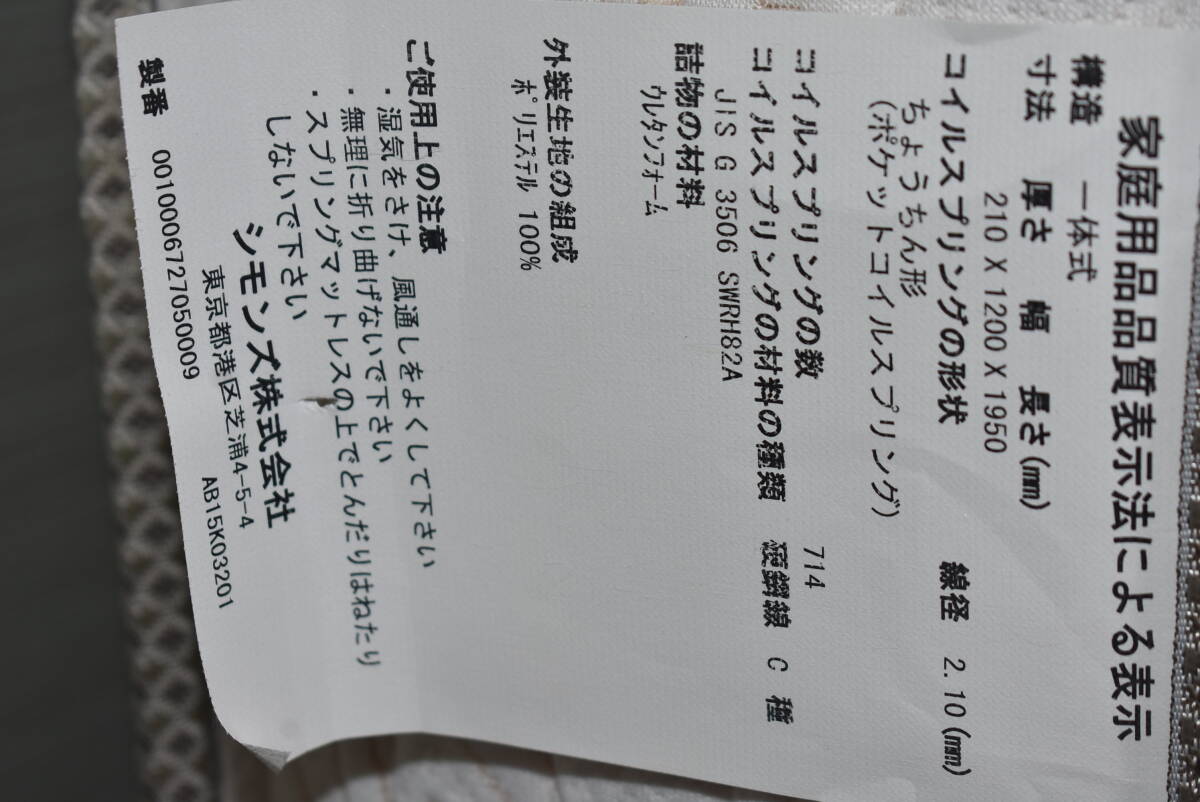 家庭用品品質表示法による表示
構造 一体式
寸法 厚さ 幅 長さ(㎜)
210 X 1200 X 1950
コイルスプリングの形状 線径 2.10(㎜)
ちょうちん形
(ポケットコイルスプリング)
コイルスプリングの数 714
コイルスプリングの材料の種類 硬鋼線 C 種
JIS G 3506 SWRH82A
詰物の材料
ウレタンフォーム
外装生地の組成
ポリエステル 100%
ご使用上の注意
・湿気をさけ、風通しをよくして下さい
・無理に折り曲げないで下さい
・スプリングマットレスの上でとんだりはねたり
しないで下さい
シモンズ株式会社
東京都港区芝浦4-5-4
製番 0010006727050009 AB15K03201